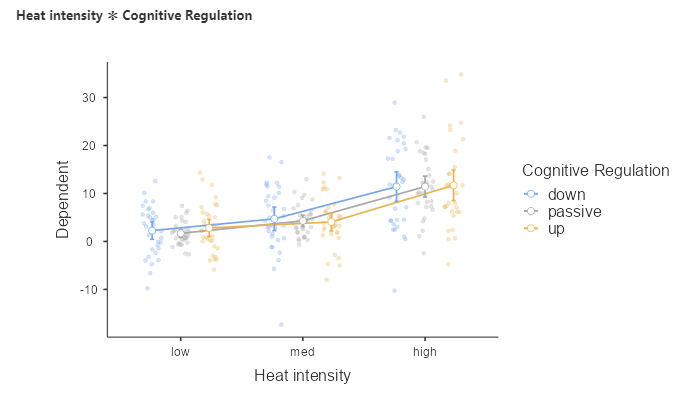 Heat intensity ✻ Cognitive Regulation
30
20
10
0
-10
Dependent
low
med
high
Heat intensity
Cognitive Regulation
down
passive
up